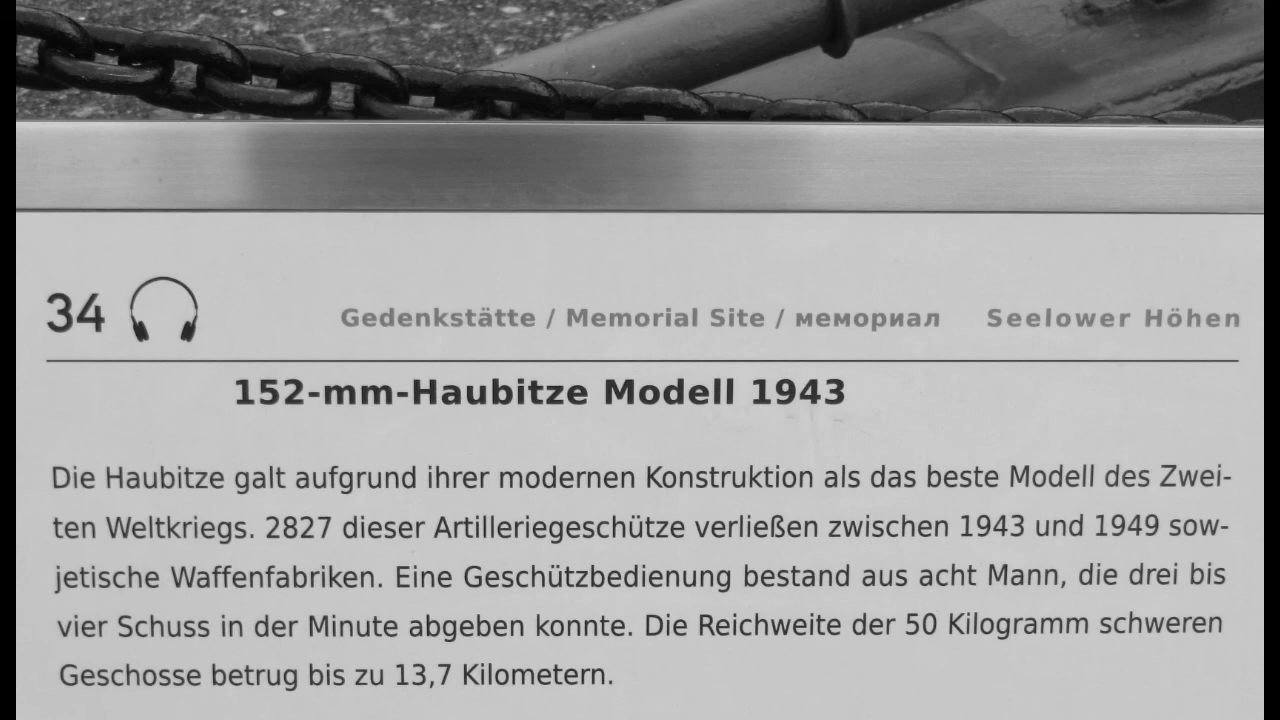 34
Gedenkstätte / Memorial Site / мемориал Seelower Höhen
152-mm-Haubitze Modell 1943
Die Haubitze galt aufgrund ihrer modernen Konstruktion als das beste Modell des Zwei-
ten Weltkriegs. 2827 dieser Artilleriegeschütze verließen zwischen 1943 und 1949 sow-
jetische Waffenfabriken. Eine Geschützbedienung bestand aus acht Mann, die drei bis
vier Schuss in der Minute abgeben konnte. Die Reichweite der 50 Kilogramm schweren
Geschosse betrug bis zu 13,7 Kilometern.